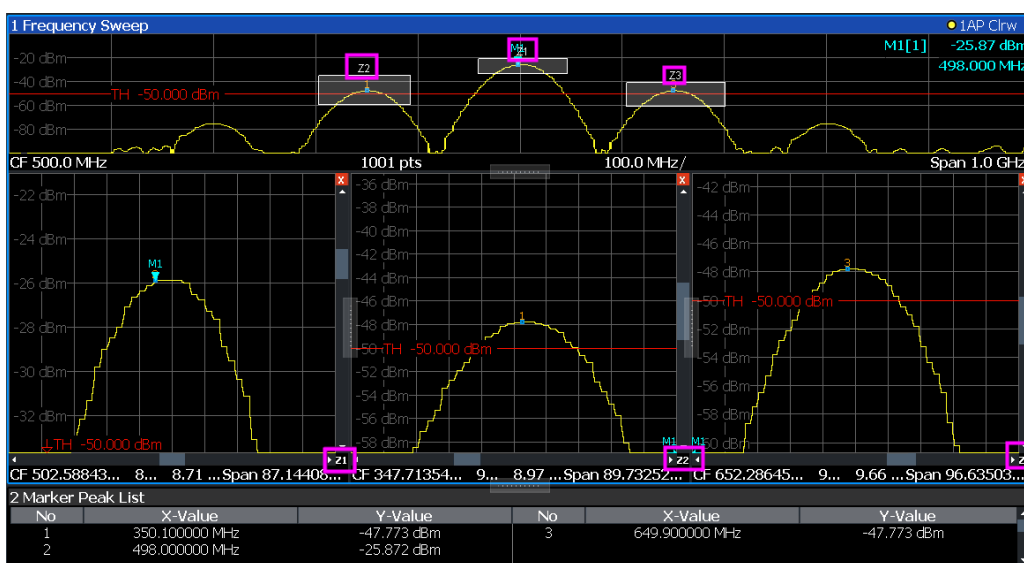 1 Frequency Sweep
1AP Clrw
M1[1] -25.87 dBm
498.000 MHz
M1
Z1
Z2
Z3
-20 dBm
-40 dBm
TH -50.000 dBm
-60 dBm
-80 dBm
CF 500.0 MHz 1001 pts 100.0 MHz/ Span 1.0 GHz
X
-22 dBm
-24 dBm
M1
-26 dBm
-28 dBm
-30 dBm
-32 dBm
TH -50.000 dBm
Z1
CF 502.58843... 8... 8.71 ...Span 87.14408...
X
-36 dBm
-38 dBm
-40 dBm
-42 dBm
-44 dBm
-46 dBm
1
-48 dBm
-50 TH -50.000 dBm
-52 dBm
-54 dBm
-56 dBm
-58 dBm
M1
Z2
CF 347.71354... 9... 8.97 ...Span 89.73252...
X
-42 dBm
-44 dBm
-46 dBm
3
-48 dBm
-50 TH -50.000 dBm
-52 dBm
-54 dBm
-56 dBm
-58 dBm
M1
-60 dBm
CF 652.28645... 9... 9.66 ...Span 96.63503...
2 Marker Peak List
No X-Value Y-Value No X-Value Y-Value
1 350.100000 MHz -47.773 dBm 3 649.900000 MHz -47.773 dBm
2 498.000000 MHz -25.872 dBm